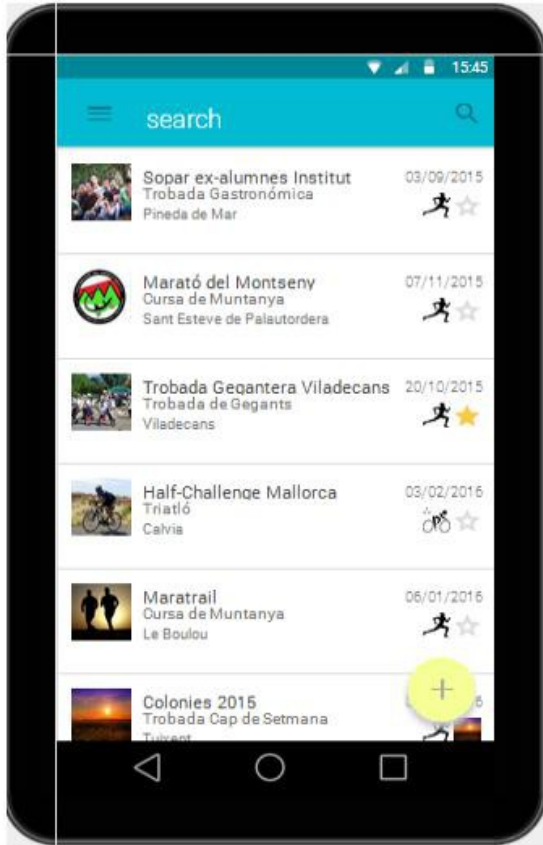 15:45
search
Sopar ex-alumnes Institut 03/09/2015
Trobada Gastronómica
Pineda de Mar
Marató del Montseny 07/11/2015
Cursa de Muntanya
Sant Esteve de Palautordera
Trobada Gegantera Viladecans 20/10/2015
Trobada de Gegants
Viladecans
Half-Challenge Mallorca 03/02/2016
Triatló
Calvia
Maratrail 06/01/2016
Cursa de Muntanya
Le Boulou
Colonies 2015
Trobada Cap de Setmana
Tuixent